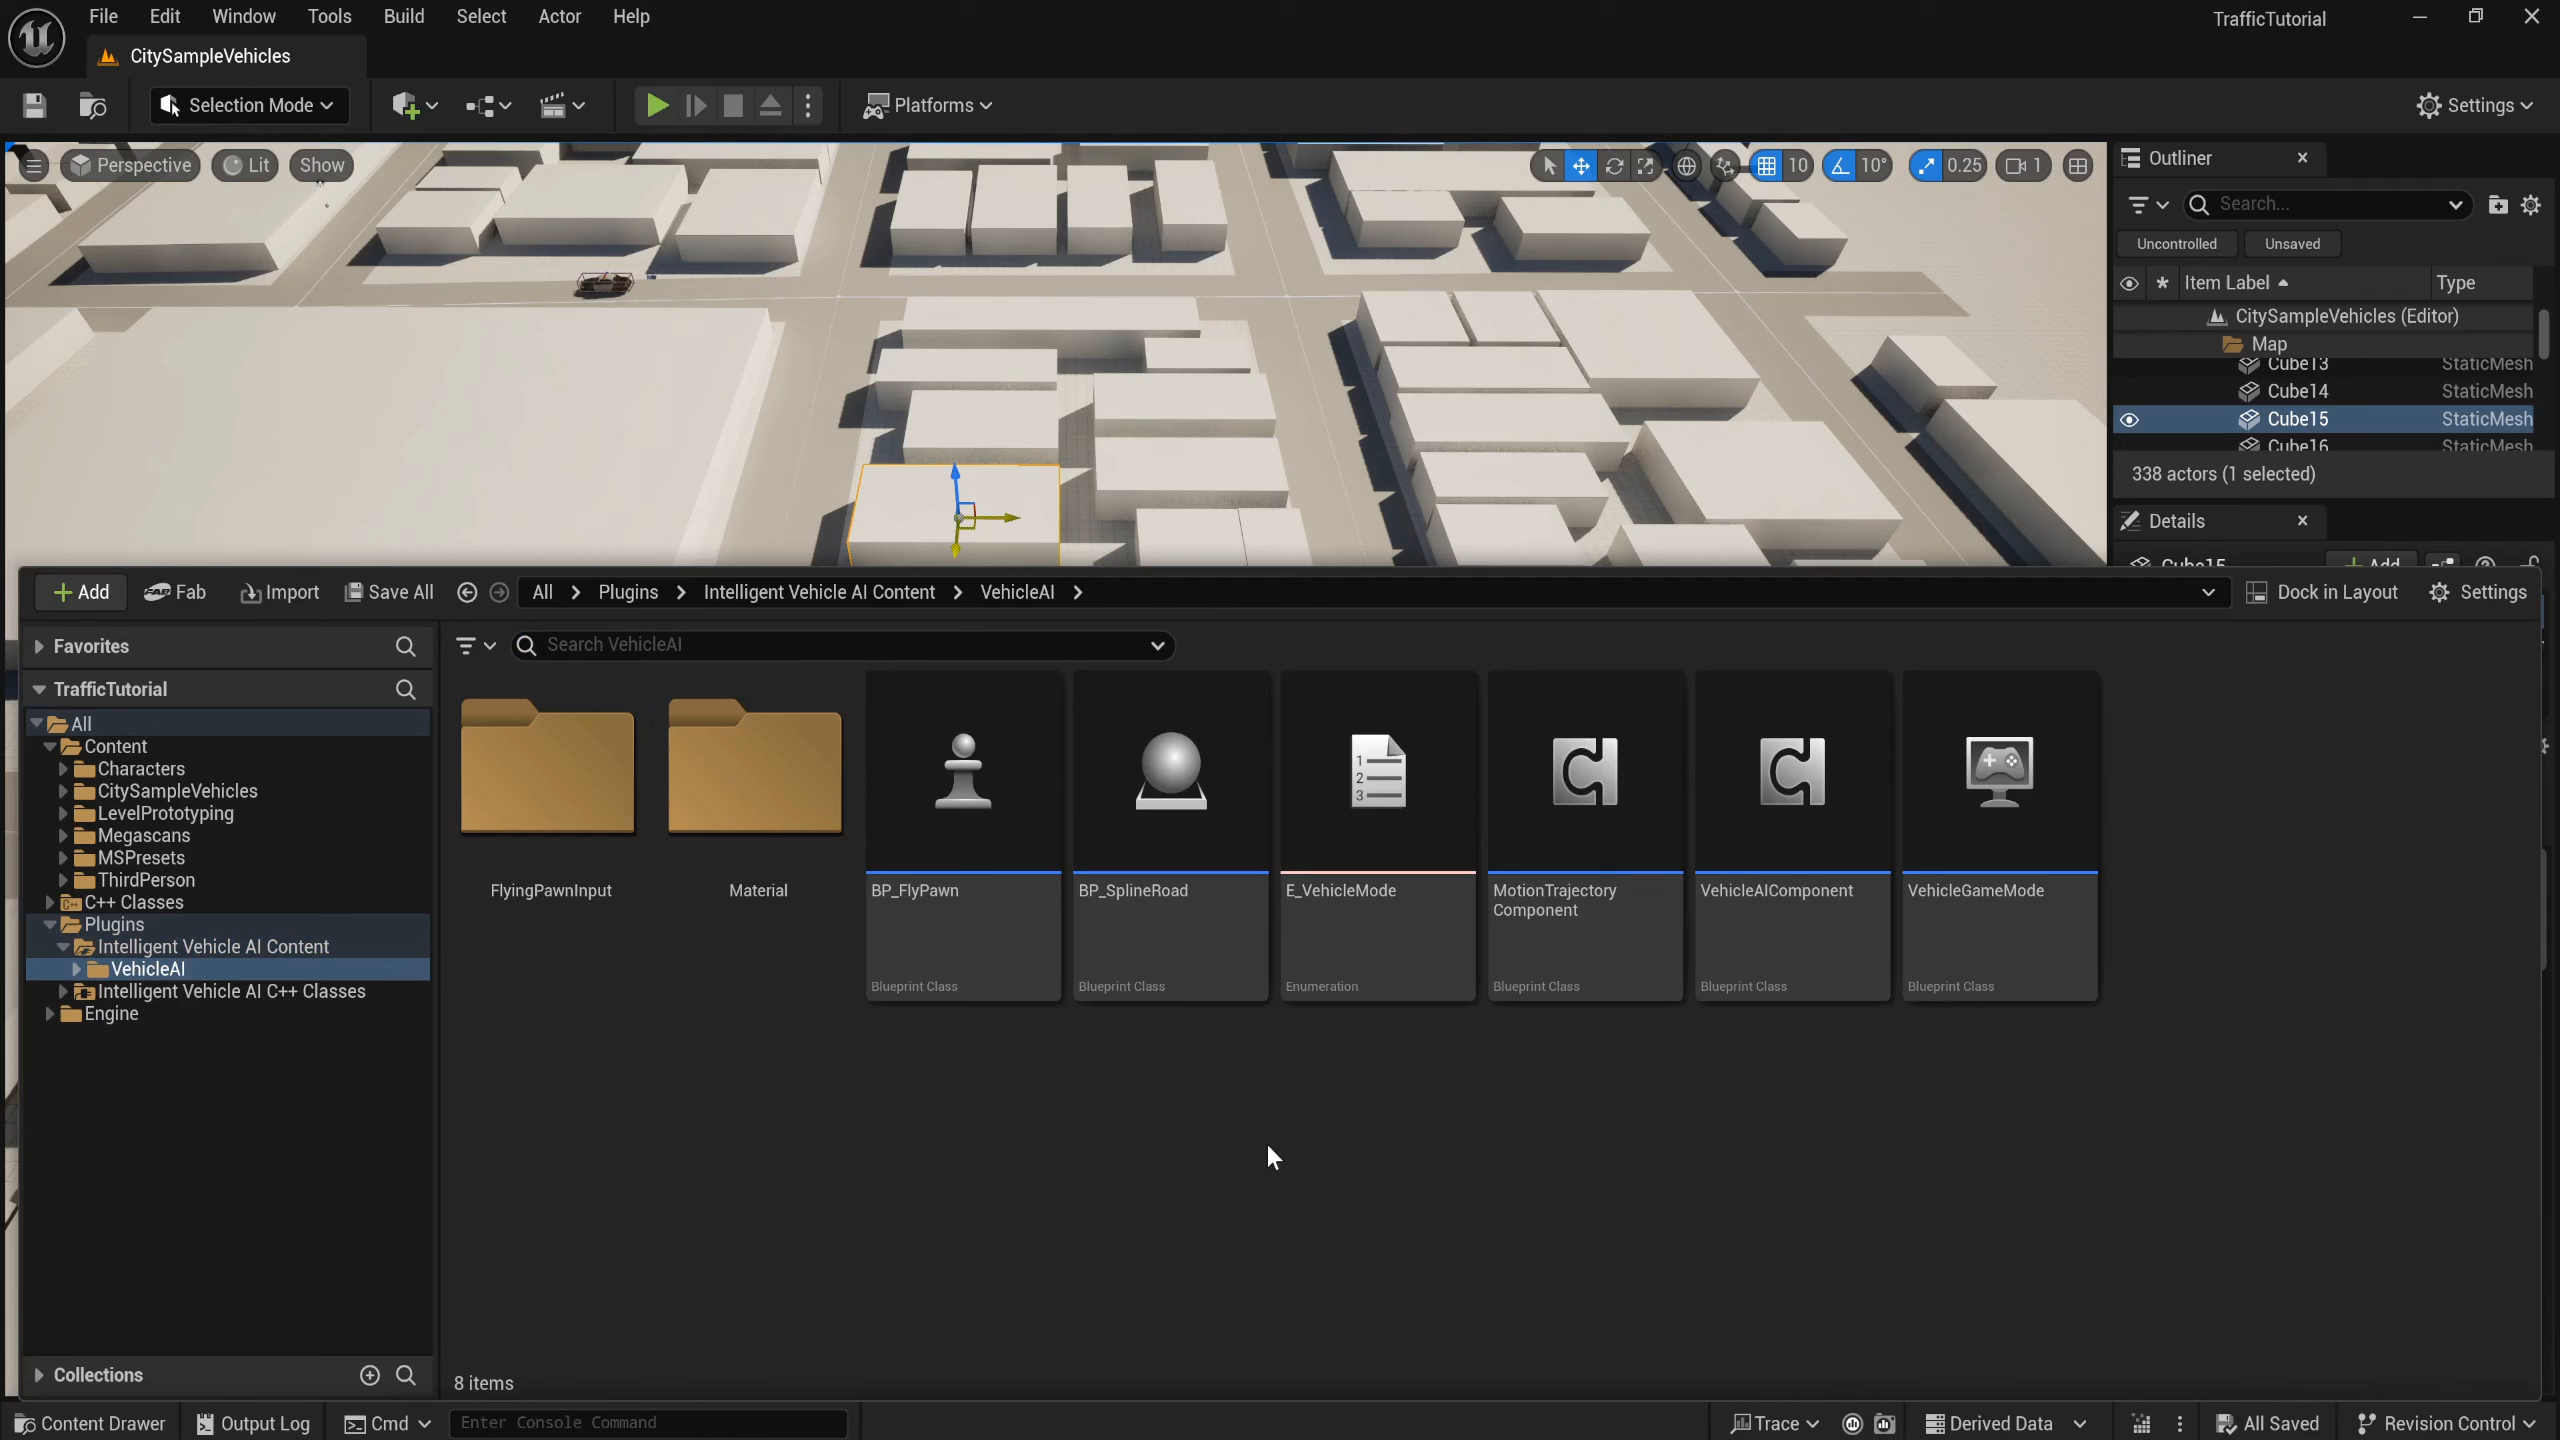 File Edit Window Tools Build Select Actor Help
TrafficTutorial
CitySampleVehicles
Selection Mode
Platforms
Settings
Perspective Lit Show
10 10° 0.25 1
Outliner
Search...
Uncontrolled Unsaved
Item Label Type
CitySampleVehicles (Editor)
Map
Cube13 StaticMesh
Cube14 StaticMesh
Cube15 StaticMesh
Cube16 StaticMesh
338 actors (1 selected)
Details
Cube15 Add
Add Fab Import Save All All Plugins Intelligent Vehicle AI Content VehicleAI
Dock in Layout Settings
Favorites
TrafficTutorial
All
Content
Characters
CitySampleVehicles
LevelPrototyping
Megascans
MSPresets
ThirdPerson
C++ Classes
Plugins
Intelligent Vehicle AI Content
VehicleAI
Intelligent Vehicle AI C++ Classes
Engine
Collections
Search VehicleAI
FlyingPawnInput
Material
BP_FlyPawn
Blueprint Class
BP_SplineRoad
Blueprint Class
1
2
3
E_VehicleMode
Enumeration
MotionTrajectory
Component
Blueprint Class
VehicleAIComponent
Blueprint Class
VehicleGameMode
Blueprint Class
8 items
Content Drawer Output Log Cmd Enter Console Command
Trace Derived Data All Saved Revision Control